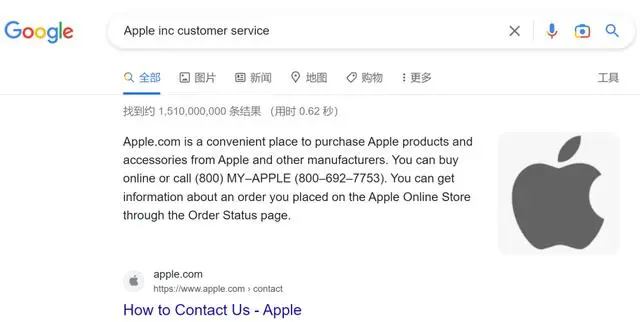 Google
Apple inc customer service
全部 图片 新闻 地图 购物 更多 工具
找到约 1,510,000,000 条结果 （用时 0.62 秒）
Apple.com is a convenient place to purchase Apple products and
accessories from Apple and other manufacturers. You can buy
online or call (800) MY–APPLE (800–692–7753). You can get
information about an order you placed on the Apple Online Store
through the Order Status page.
apple.com
https://www.apple.com › contact
How to Contact Us - Apple